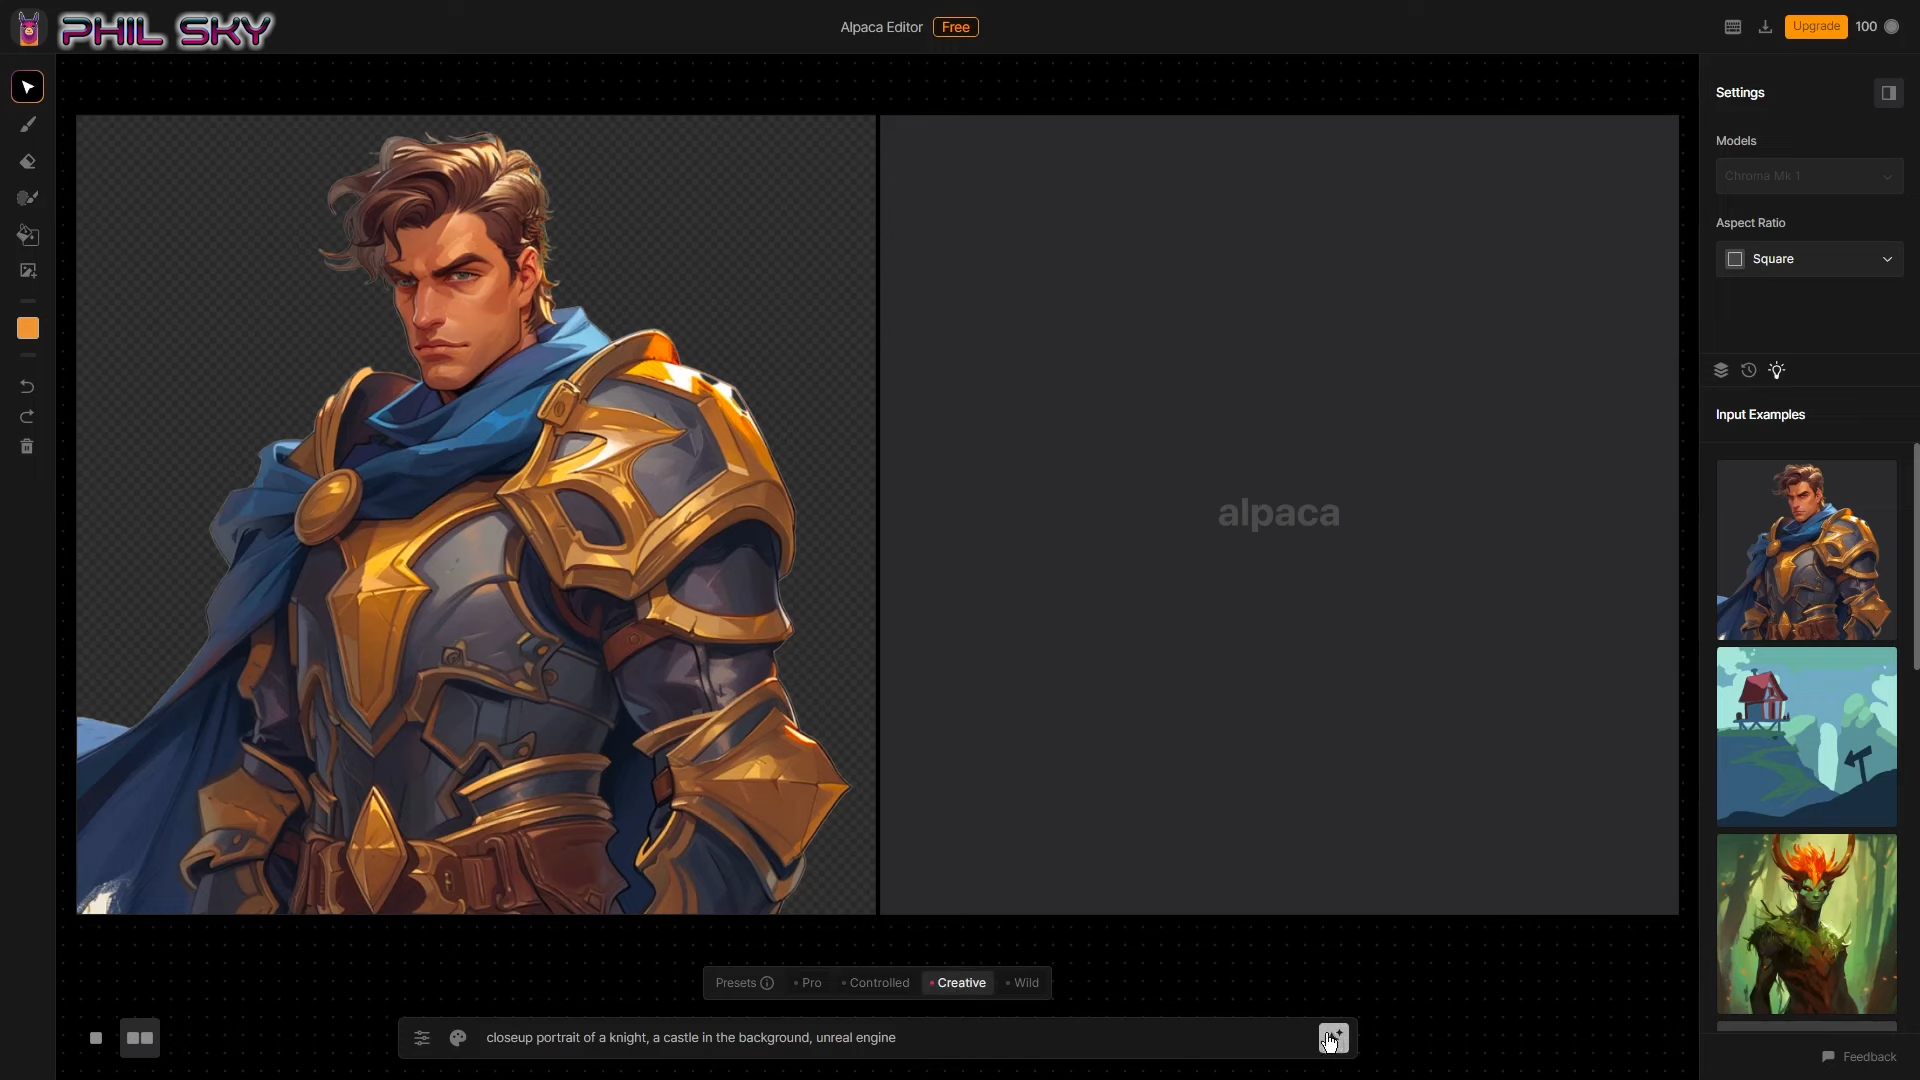 PHIL SKY
Alpaca Editor Free
Upgrade 100
Settings
Models
Chroma Mk 1
Aspect Ratio
Square
Input Examples
alpaca
Presets Pro Controlled Creative Wild
closeup portrait of a knight, a castle in the background, unreal engine
Feedback